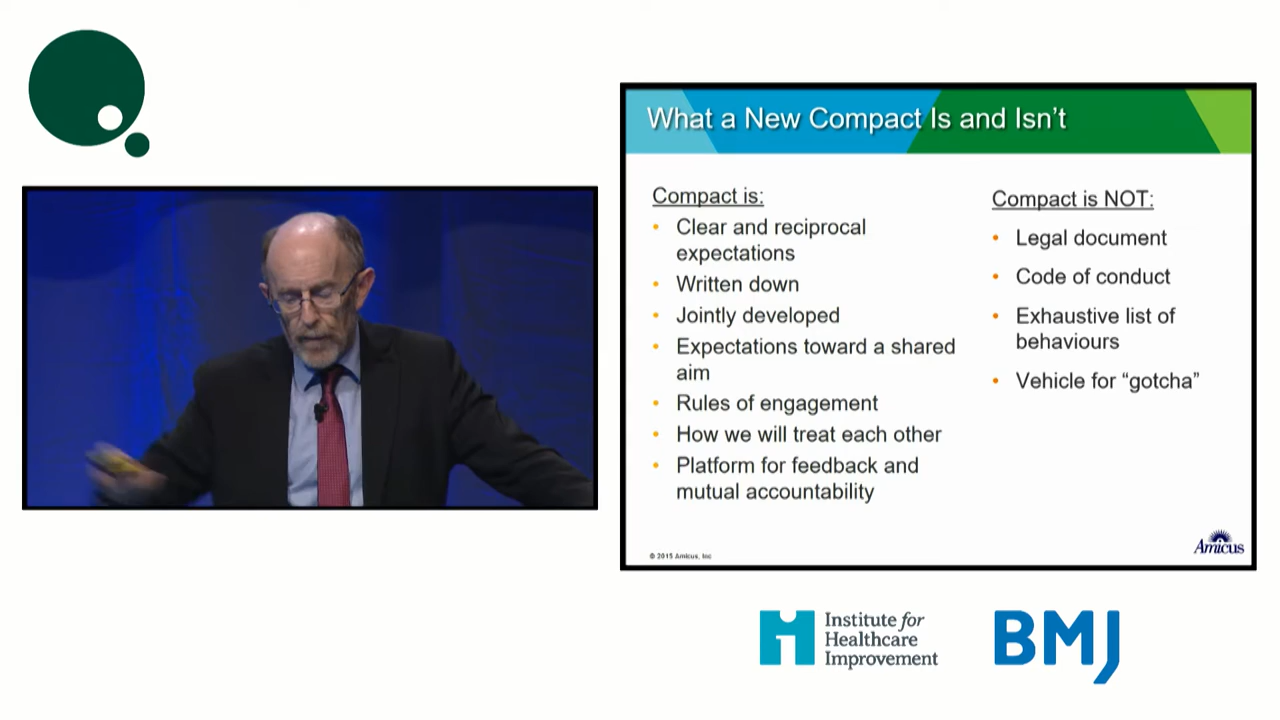 What a New Compact Is and Isn't
Compact is:
Clear and reciprocal
expectations
Written down
Jointly developed
Expectations toward a shared
aim
Rules of engagement
How we will treat each other
Platform for feedback and
mutual accountability
Compact is NOT:
Legal document
Code of conduct
Exhaustive list of
behaviours
Vehicle for “gotcha”
© 2015 Amicus, Inc
Amicus
Institute for
Healthcare
Improvement
BMJ